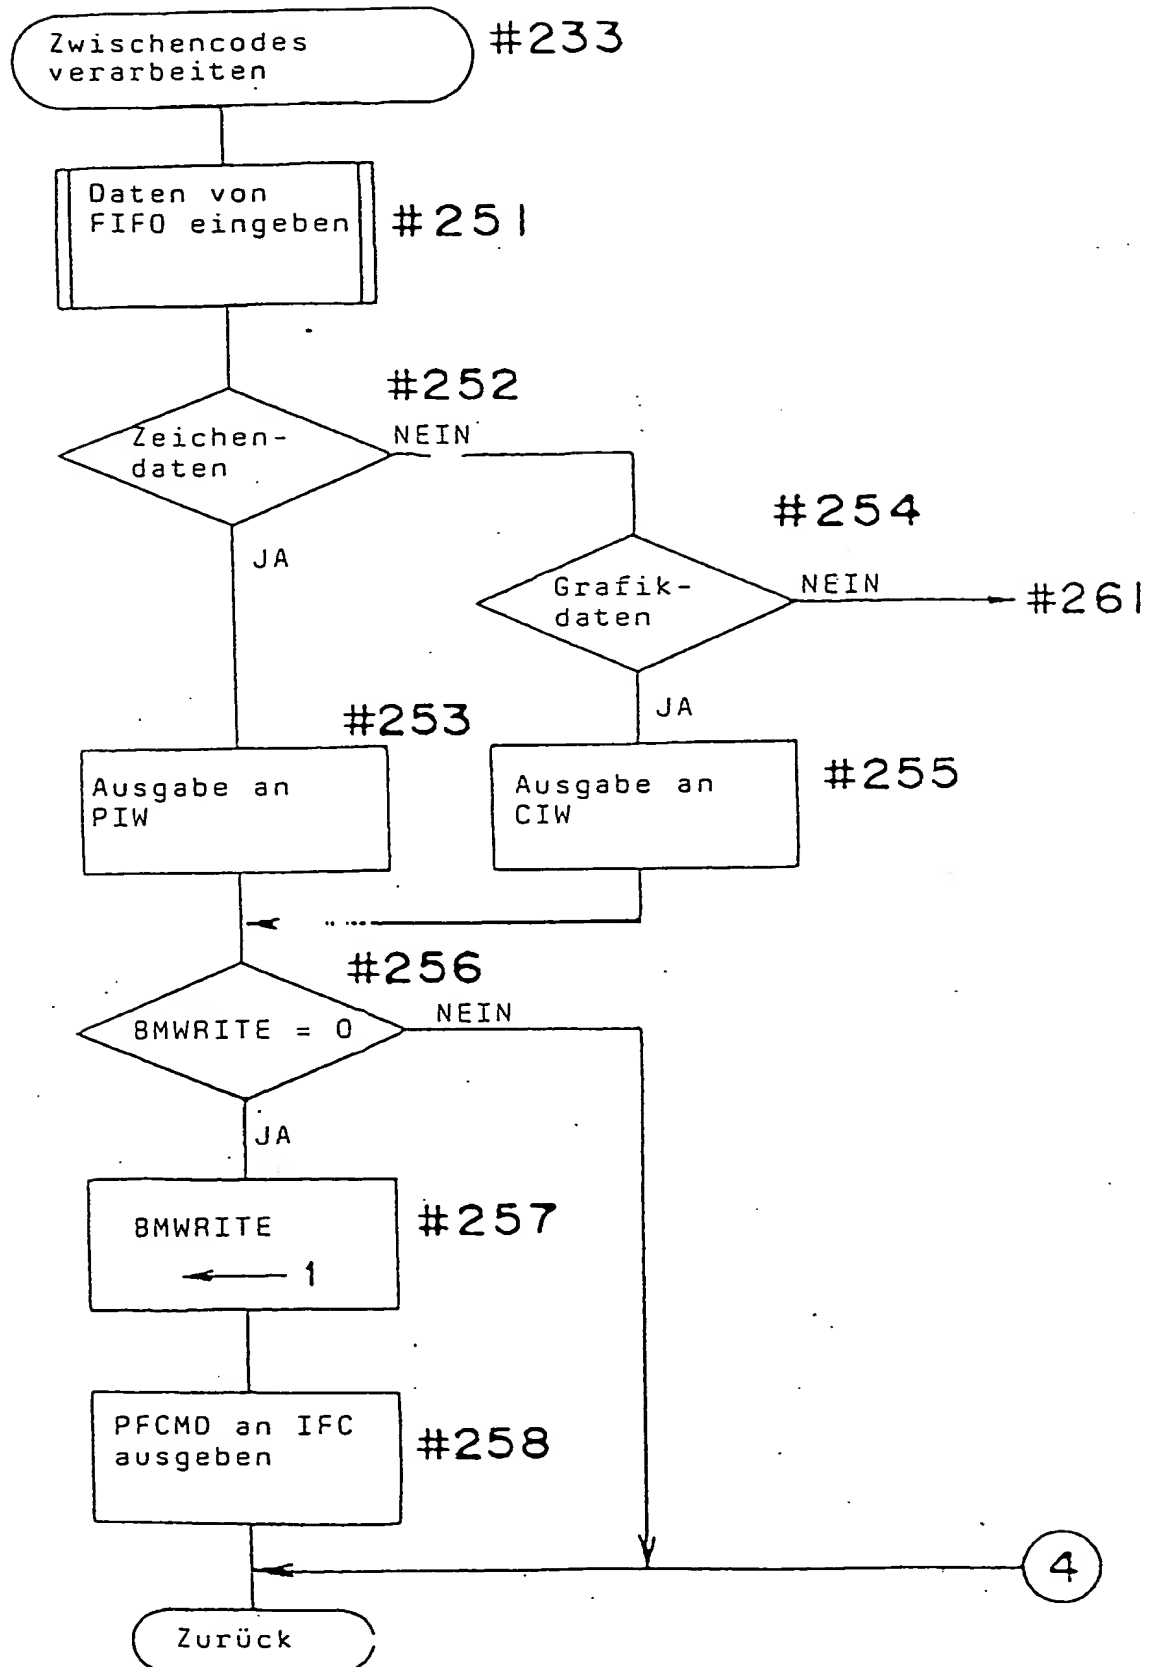 Zwischencodes
verarbeiten
#233
Daten von
FIFO eingeben
#251
#252
Zeichen-
daten
NEIN
JA
#254
Grafik-
daten
NEIN
#261
JA
#253
Ausgabe an
PIW
#255
Ausgabe an
CIW
#256
BMWRITE = 0
NEIN
JA
#257
BMWRITE
← 1
PFCMD an IFC
ausgeben
#258
4
Zurück